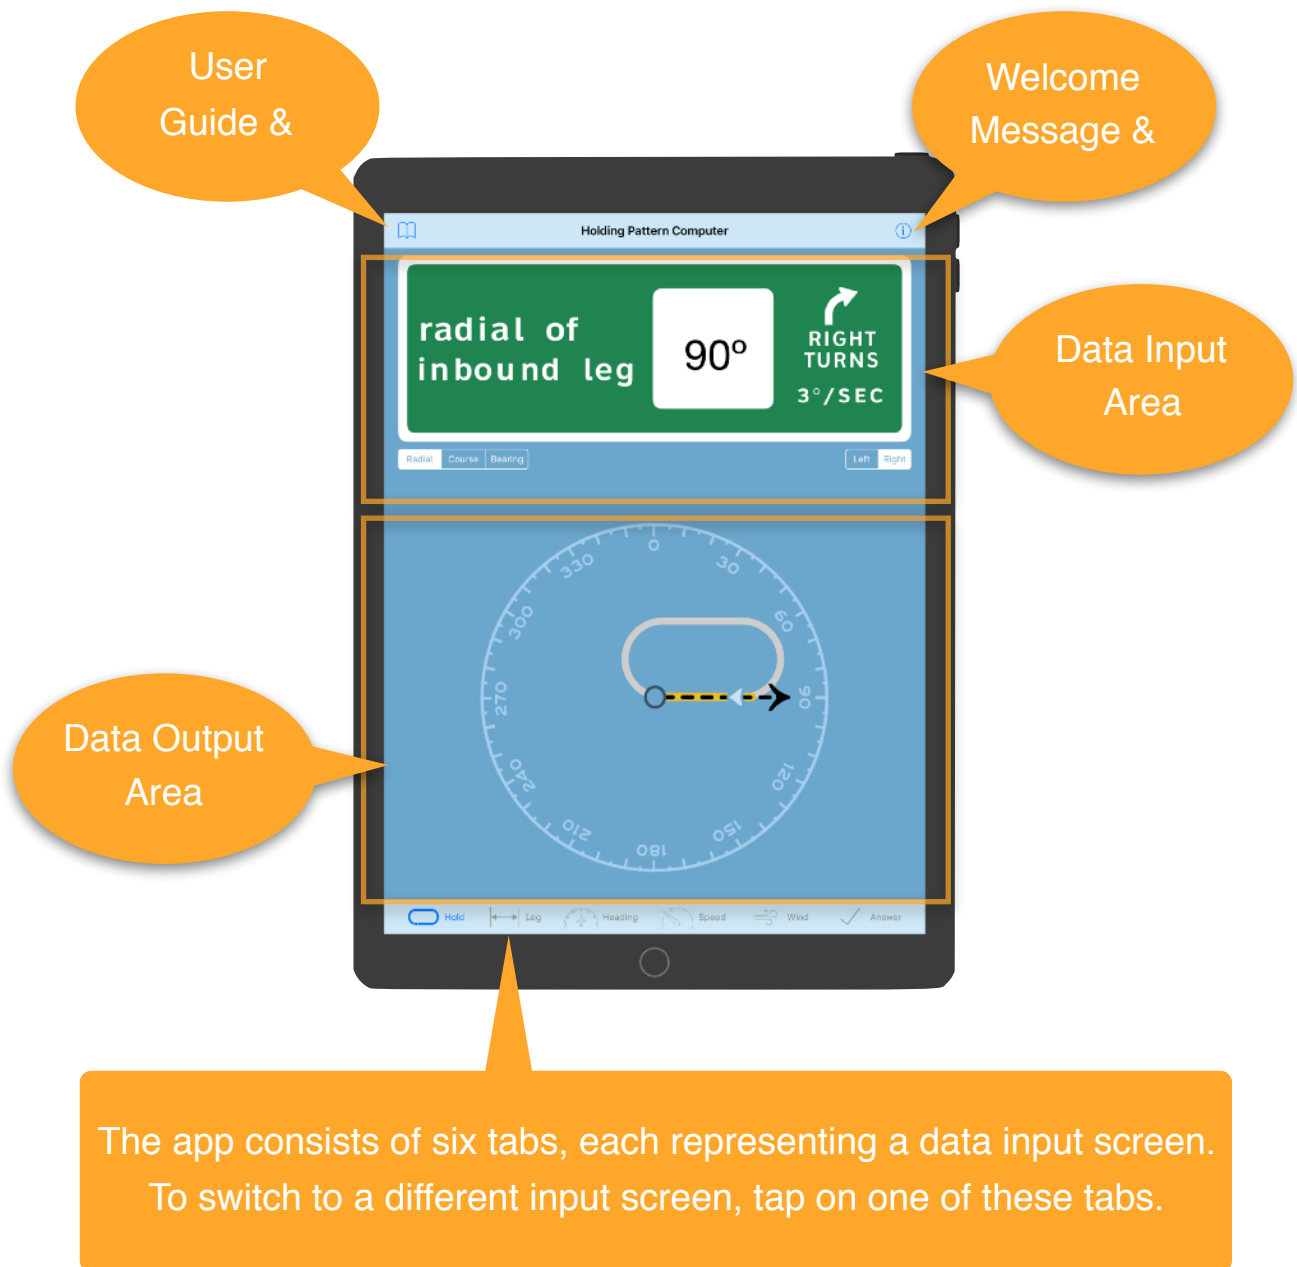 User
Guide &
Welcome
Message &
Holding Pattern Computer
radial of
inbound leg
90º
RIGHT
TURNS
3°/SEC
Data Input
Area
Radial Course Bearing
Left Right
0
30
60
90
120
150
180
210
240
270
300
330
Data Output
Area
Hold Leg Heading Speed Wind Answer
The app consists of six tabs, each representing a data input screen.
To switch to a different input screen, tap on one of these tabs.